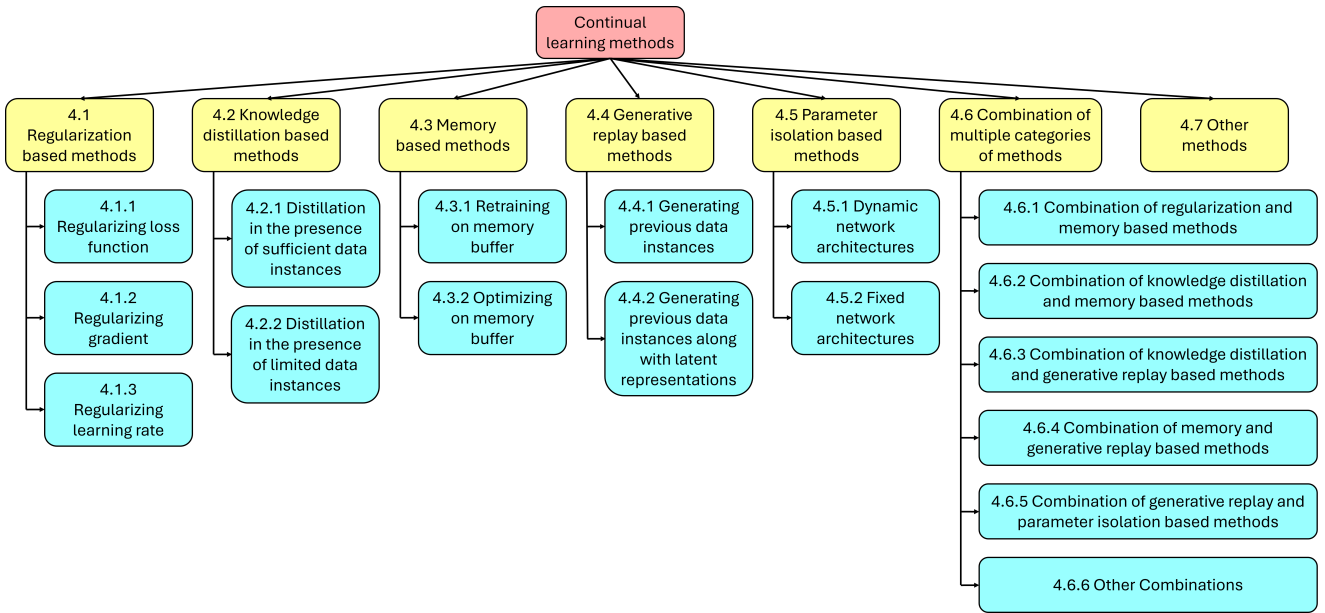 Continual
learning methods
4.1
Regularization
based methods
4.2 Knowledge
distillation based
methods
4.3 Memory
based methods
4.4 Generative
replay based
methods
4.5 Parameter
isolation based
methods
4.6 Combination of
multiple categories
of methods
4.7 Other
methods
4.1.1
Regularizing loss
function
4.1.2
Regularizing
gradient
4.1.3
Regularizing
learning rate
4.2.1 Distillation
in the presence
of sufficient data
instances
4.2.2 Distillation
in the presence
of limited data
instances
4.3.1 Retraining
on memory
buffer
4.3.2 Optimizing
on memory
buffer
4.4.1 Generating
previous data
instances
4.4.2 Generating
previous data
instances along
with latent
representations
4.5.1 Dynamic
network
architectures
4.5.2 Fixed
network
architectures
4.6.1 Combination of regularization and
memory based methods
4.6.2 Combination of knowledge distillation
and memory based methods
4.6.3 Combination of knowledge distillation
and generative replay based methods
4.6.4 Combination of memory and
generative replay based methods
4.6.5 Combination of generative replay and
parameter isolation based methods
4.6.6 Other Combinations